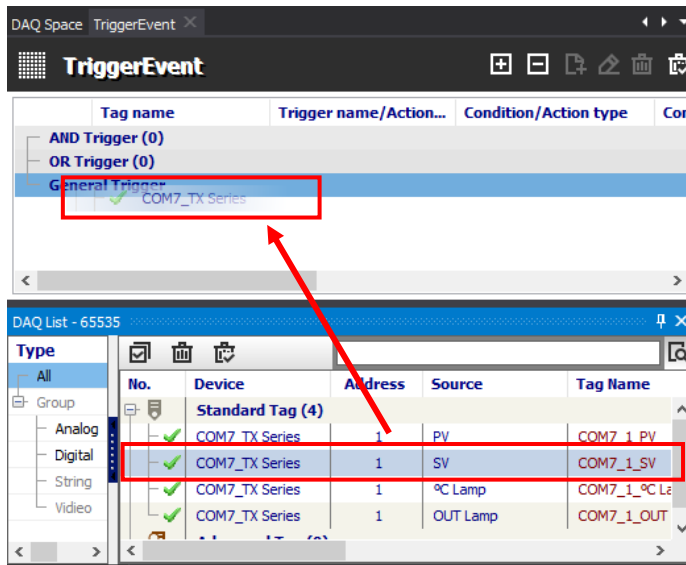 DAQ Space TriggerEvent
TriggerEvent
Tag name Trigger name/Action... Condition/Action type Cor
AND Trigger (0)
OR Trigger (0)
General Trigger
COM7_TX Series
DAQ List - 65535
Type
All
Group
Analog
Digital
String
Video
No. Device Address Source Tag Name
Standard Tag (4)
COM7_TX Series 1 PV COM7_1_PV
COM7_TX Series 1 SV COM7_1_SV
COM7_TX Series 1 ºC Lamp COM7_1_ºC La
COM7_TX Series 1 OUT Lamp COM7_1_OUT